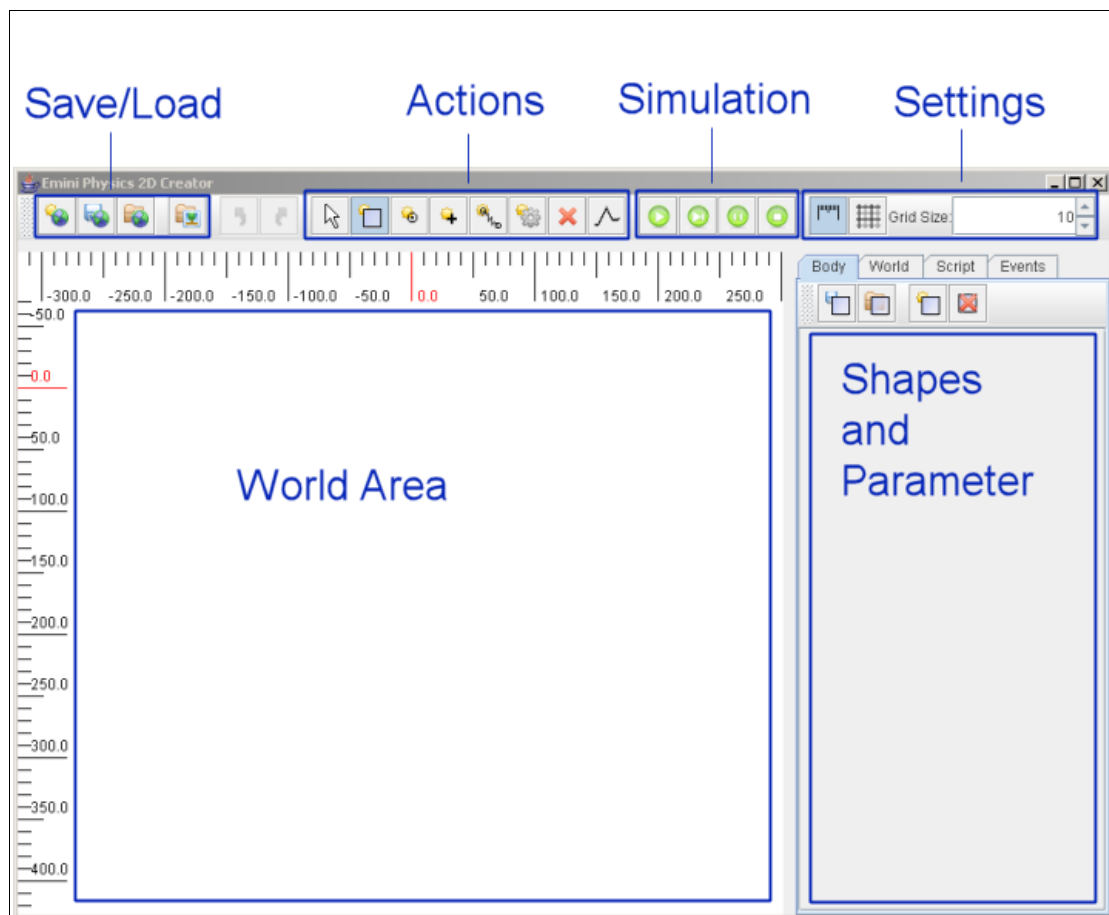 Save/Load
Actions
Simulation
Settings
Emini Physics 2D Creator
Grid Size:
10
Body
World
Script
Events
-300.0 -250.0 -200.0 -150.0 -100.0 -50.0 0.0 50.0 100.0 150.0 200.0 250.0
-50.0
0.0
50.0
100.0
150.0
200.0
250.0
300.0
350.0
400.0
World Area
Shapes
and
Parameter